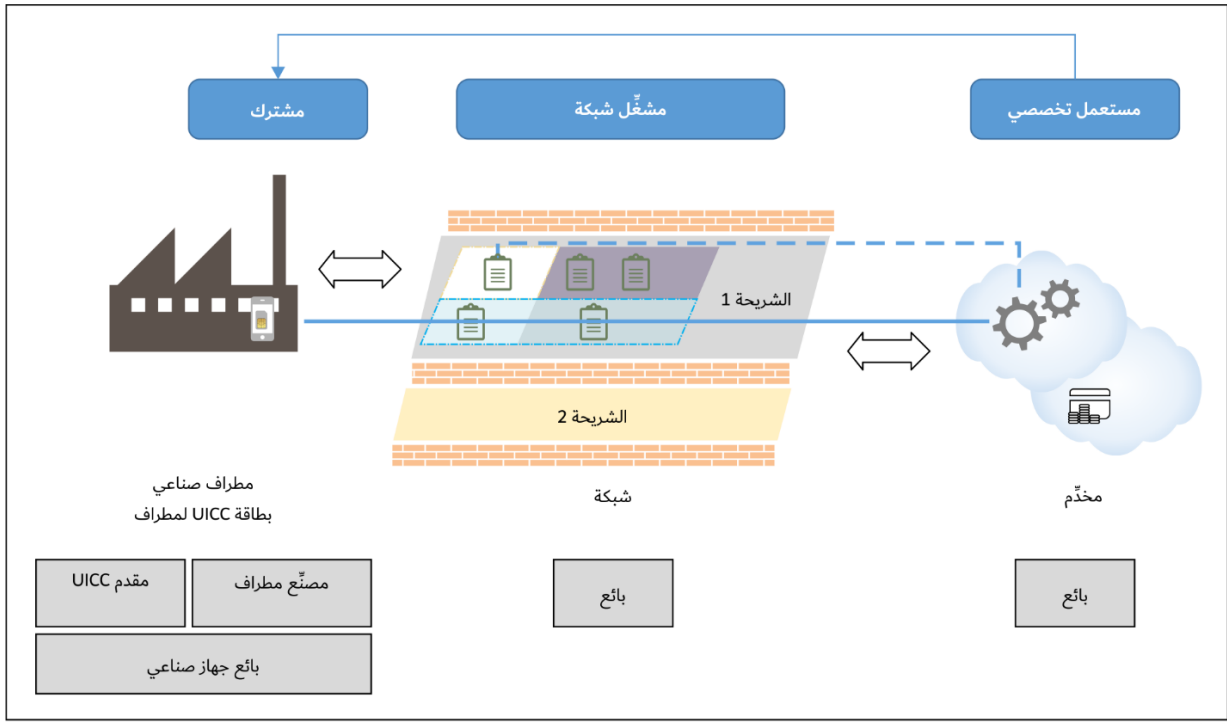 مستعمل تخصصي
مشغِّل شبكة
مشترك
الشريحة 1
الشريحة 2
مخدِّم
شبكة
مطراف صناعي
بطاقة UICC لمطراف
بائع
بائع
مصنِّع مطراف
مقدم UICC
بائع جهاز صناعي